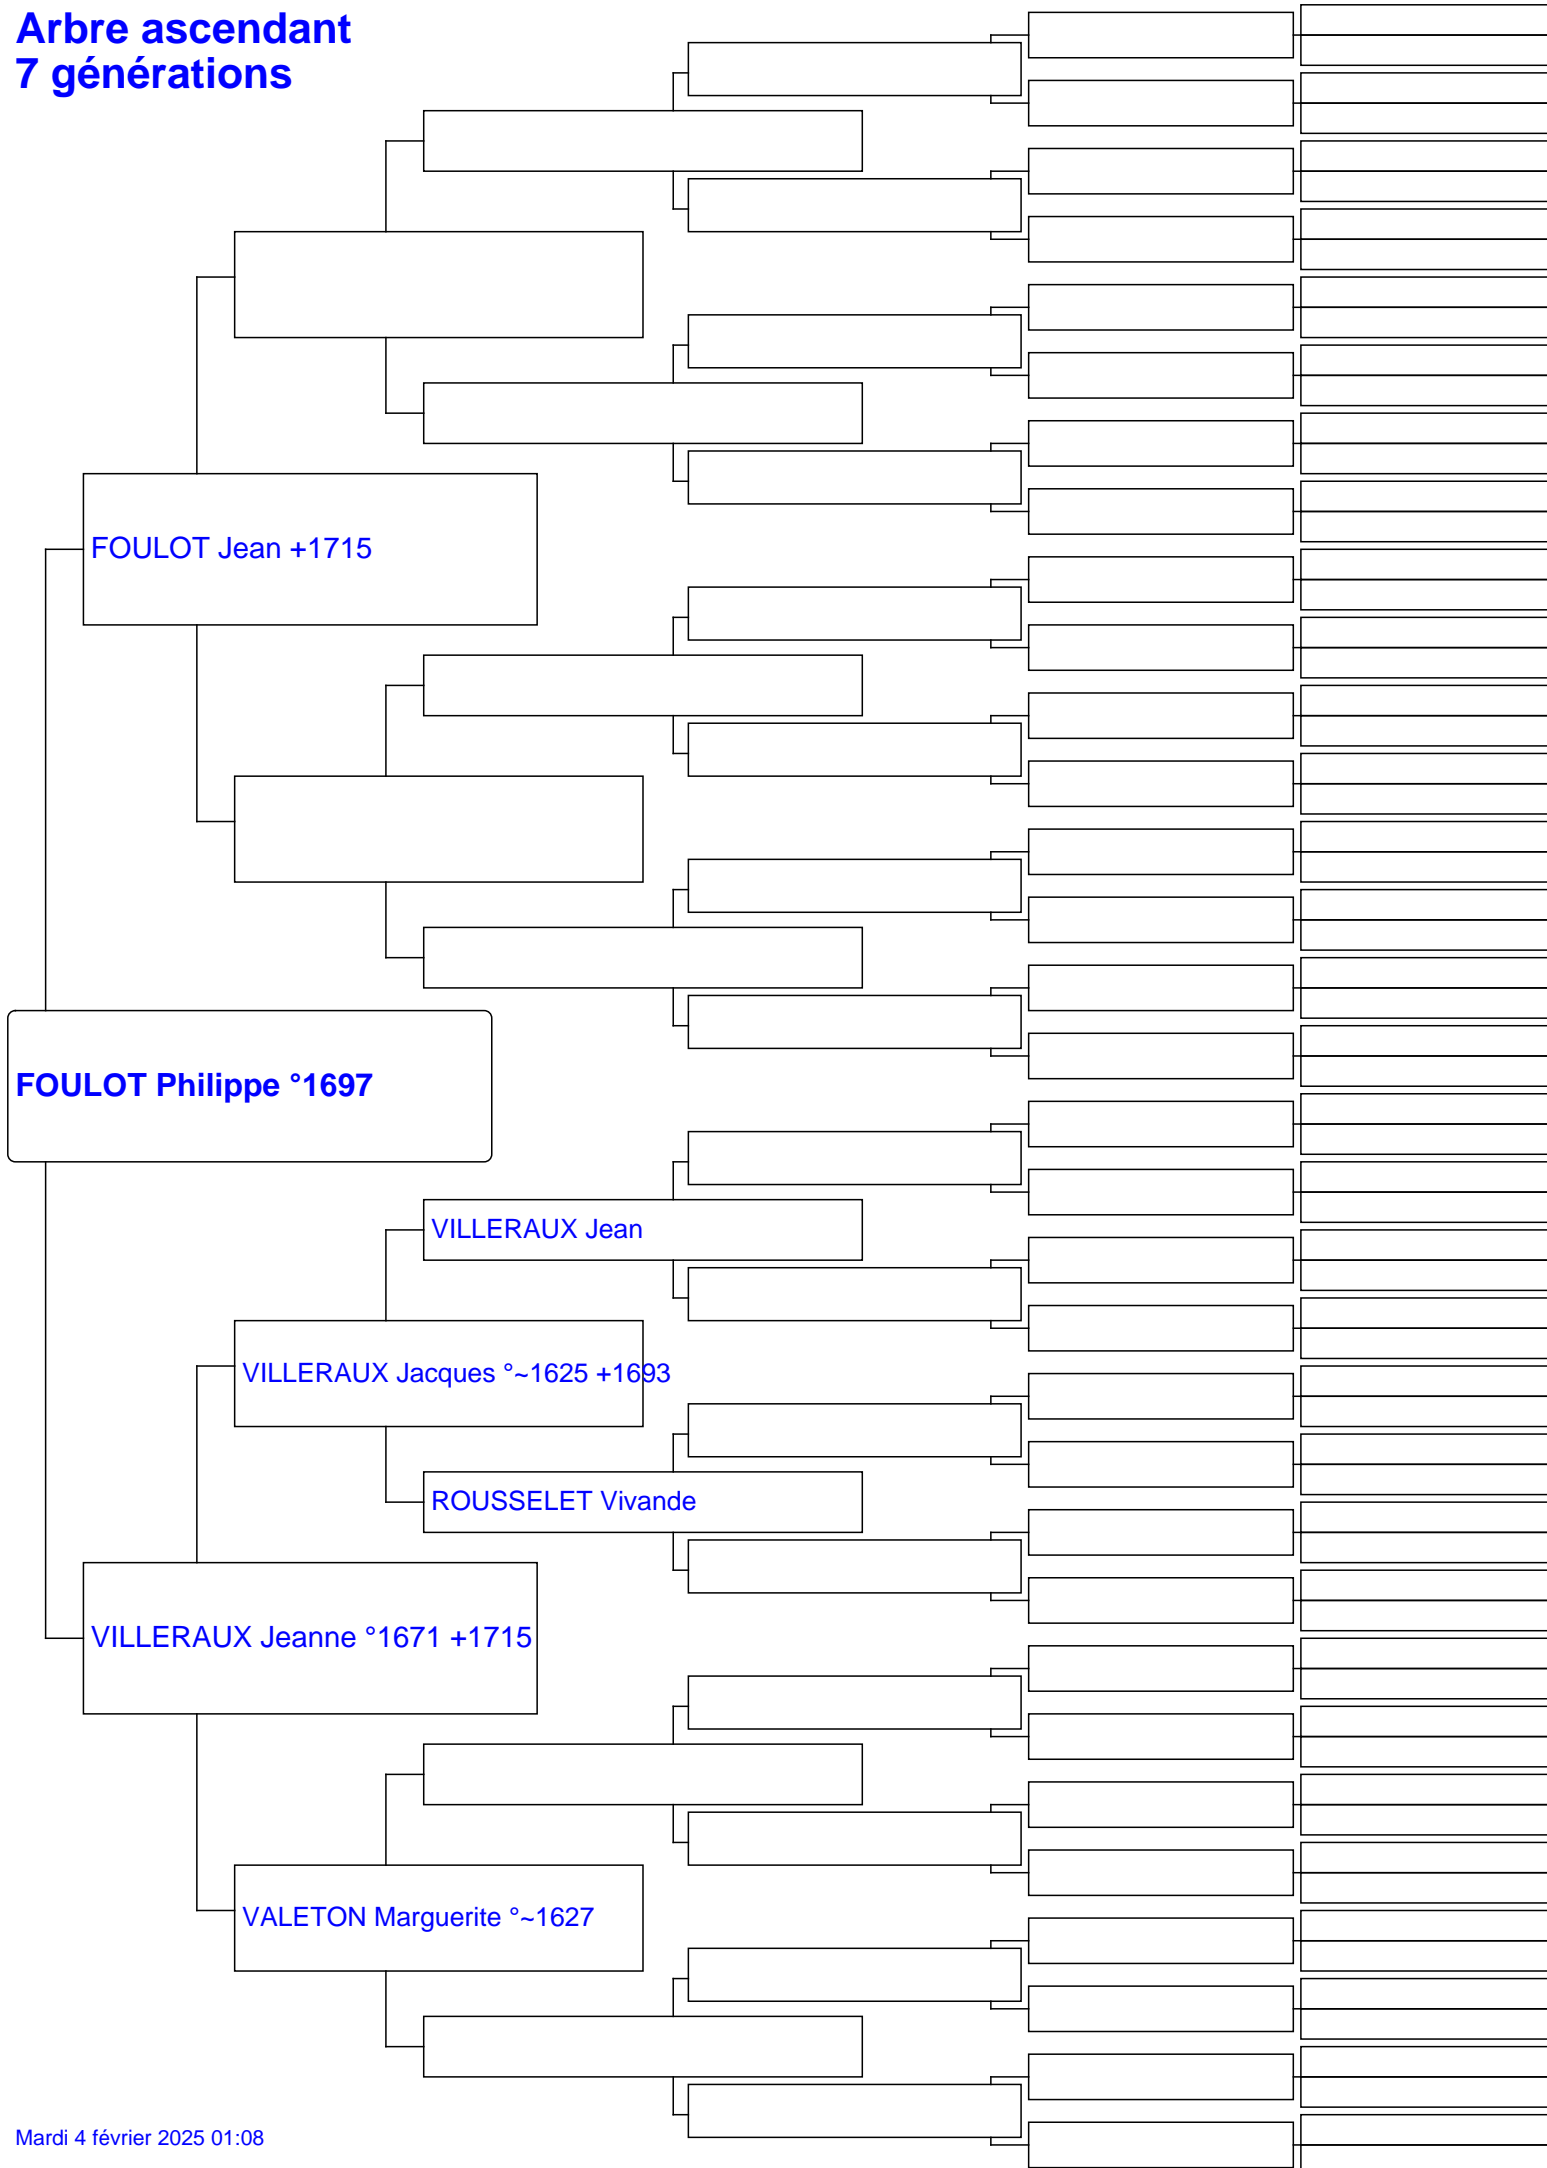 Arbre ascendant
7 générations
FOULOT Jean +1715
FOULOT Philippe °1697
VILLERAUX Jean
VILLERAUX Jacques °~1625 +1693
ROUSSELET Vivande
VILLERAUX Jeanne °1671 +1715
VALETON Marguerite °~1627
Mardi 4 février 2025 01:08